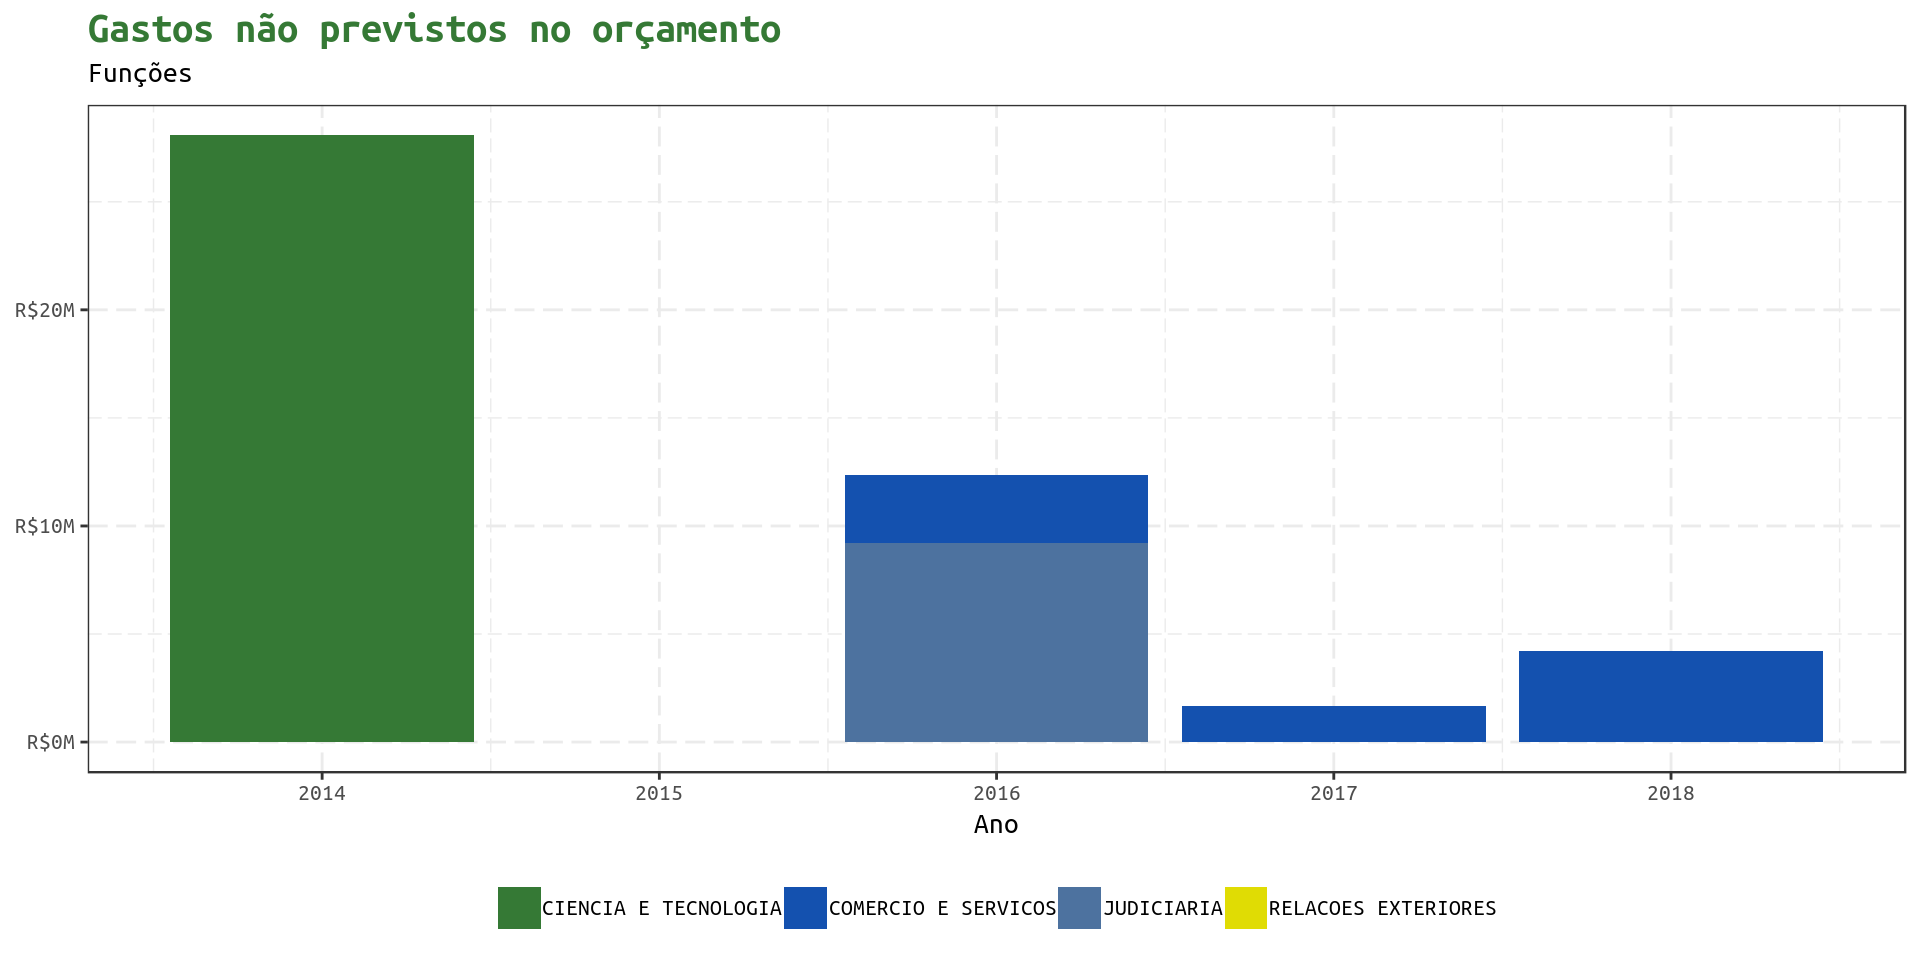 Gastos não previstos no orçamento
Funções
R$20M
R$10M
R$0M
2014 2015 2016 2017 2018
Ano
CIENCIA E TECNOLOGIA COMERCIO E SERVICOS JUDICIARIA RELACOES EXTERIORES